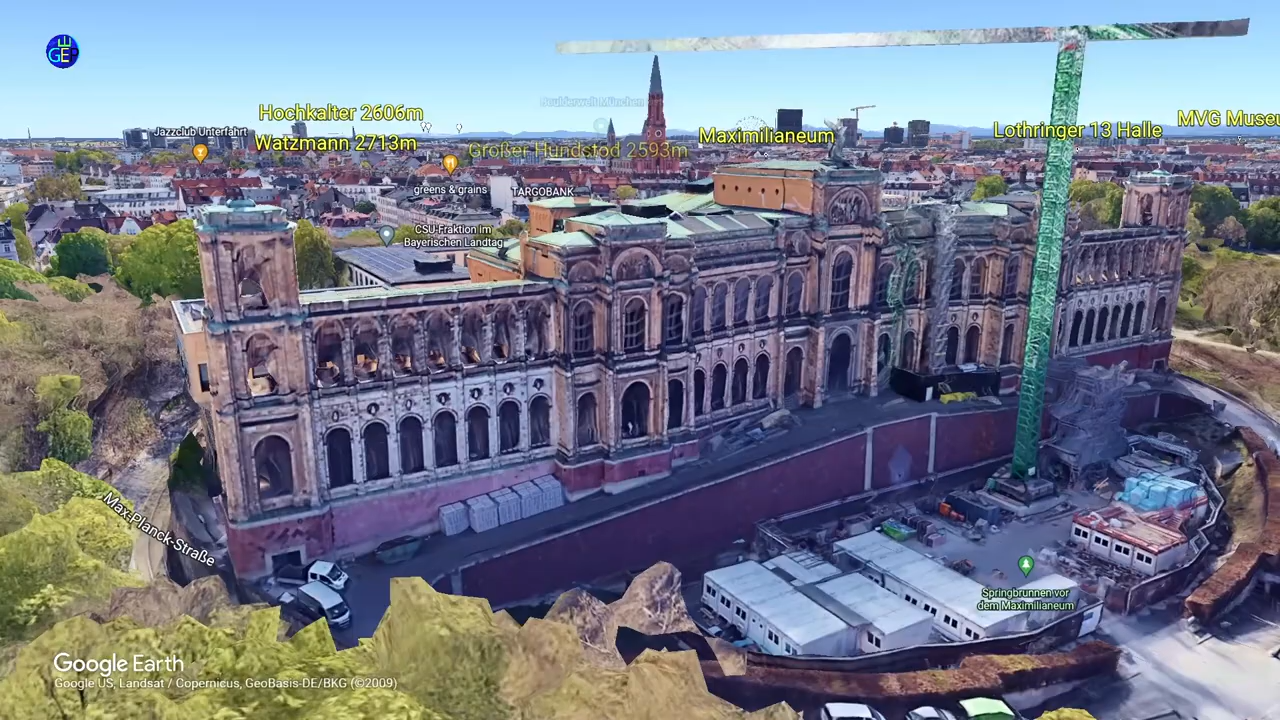 GEP
Hochkalter 2606m
Jazzclub Unterfahrt
Watzmann 2713m
Großer Hundstod 2593m
Maximilianeum
Lothringer 13 Halle
MVG Museu
greens & grains
TARGOBANK
CSU-Fraktion im
Bayerischen Landtag
Max-Planck-Straße
Springbrunnen vor
dem Maximilianeum
Google Earth
Google US, Landsat / Copernicus, GeoBasis-DE/BKG (©2009)